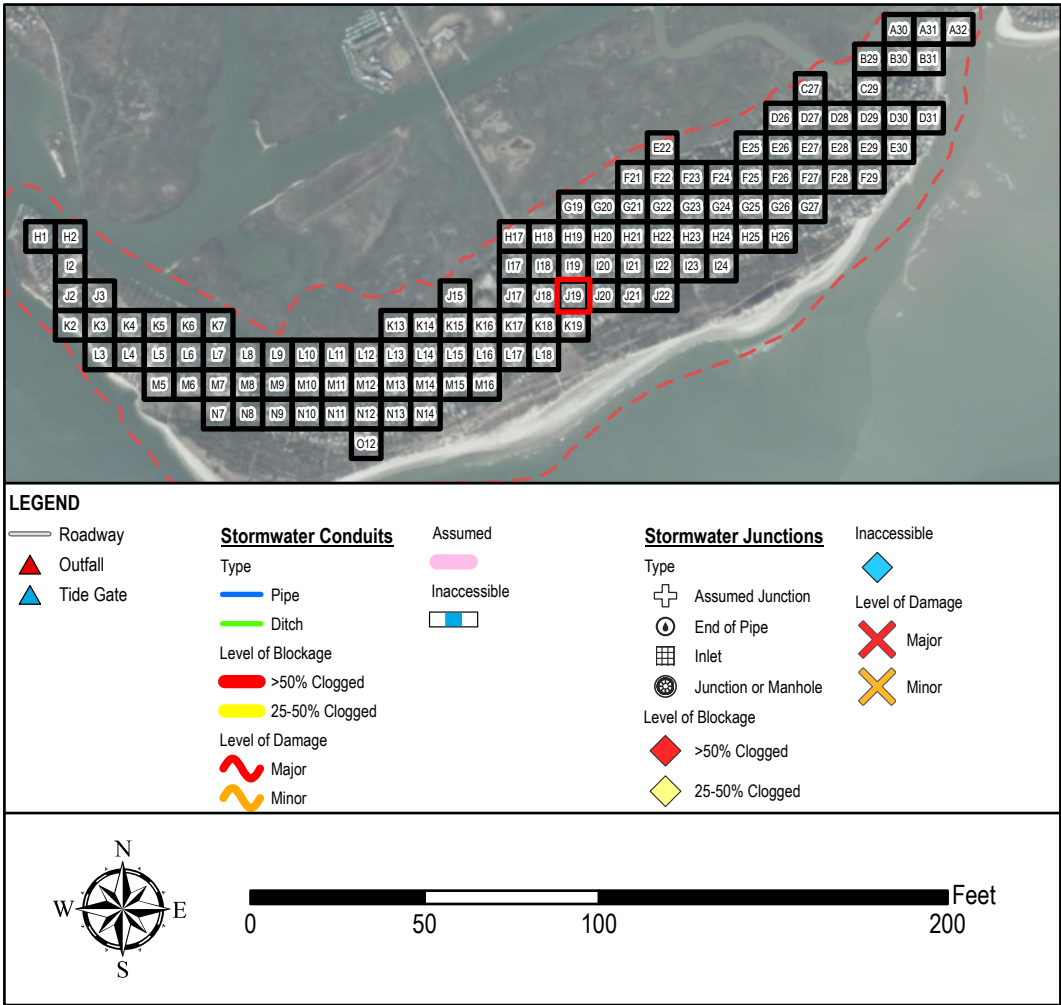 A30 A31 A32
B29 B30 B31
C27 C29
D26 D27 D28 D29 D30 D31
E22 E25 E26 E27 E28 E29 E30
F21 F22 F23 F24 F25 F26 F27 F28 F29
G19 G20 G21 G22 G23 G24 G25 G26 G27
H1 H2 H17 H18 H19 H20 H21 H22 H23 H24 H25 H26
I2 I17 I18 I19 I20 I21 I22 I23 I24
J2 J3 J15 J17 J18 J19 J20 J21 J22
K2 K3 K4 K5 K6 K7 K13 K14 K15 K16 K17 K18 K19
L3 L4 L5 L6 L7 L8 L9 L10 L11 L12 L13 L14 L15 L16 L17 L18
M5 M6 M7 M8 M9 M10 M11 M12 M13 M14 M15 M16
N7 N8 N9 N10 N11 N12 N13 N14
O12
LEGEND
Roadway
Outfall
Tide Gate
Stormwater Conduits
Type
Pipe
Ditch
Level of Blockage
>50% Clogged
25-50% Clogged
Level of Damage
Major
Minor
Assumed
Inaccessible
Stormwater Junctions
Type
Assumed Junction
End of Pipe
Inlet
Junction or Manhole
Level of Blockage
>50% Clogged
25-50% Clogged
Inaccessible
Level of Damage
Major
Minor
N
W E
S
Feet
0 50 100 200